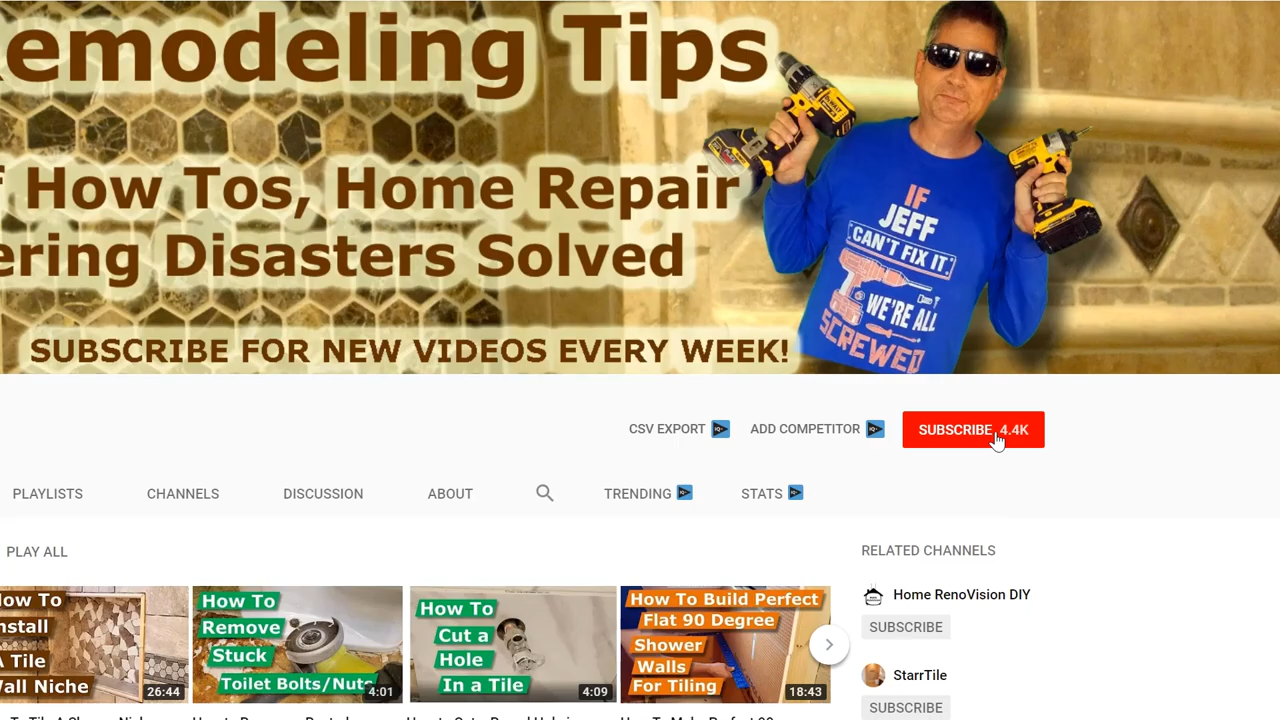 emodeling Tips
How Tos, Home Repair
ering Disasters Solved
SUBSCRIBE FOR NEW VIDEOS EVERY WEEK!
IF
JEFF
CAN'T FIX IT
WE'RE ALL
SCREWED
CSV EXPORT
ADD COMPETITOR
SUBSCRIBE 4.4K
PLAYLISTS
CHANNELS
DISCUSSION
ABOUT
TRENDING
STATS
PLAY ALL
RELATED CHANNELS
How To
nstall
A Tile
Wall Niche
26:44
How To
Remove
Stuck
Toilet Bolts/Nuts
4:01
How To
Cut a
Hole
In a Tile
4:09
How To Build Perfect
Flat 90 Degree
Shower
Walls
For Tiling
18:43
Home RenoVision DIY
SUBSCRIBE
StarrTile
SUBSCRIBE